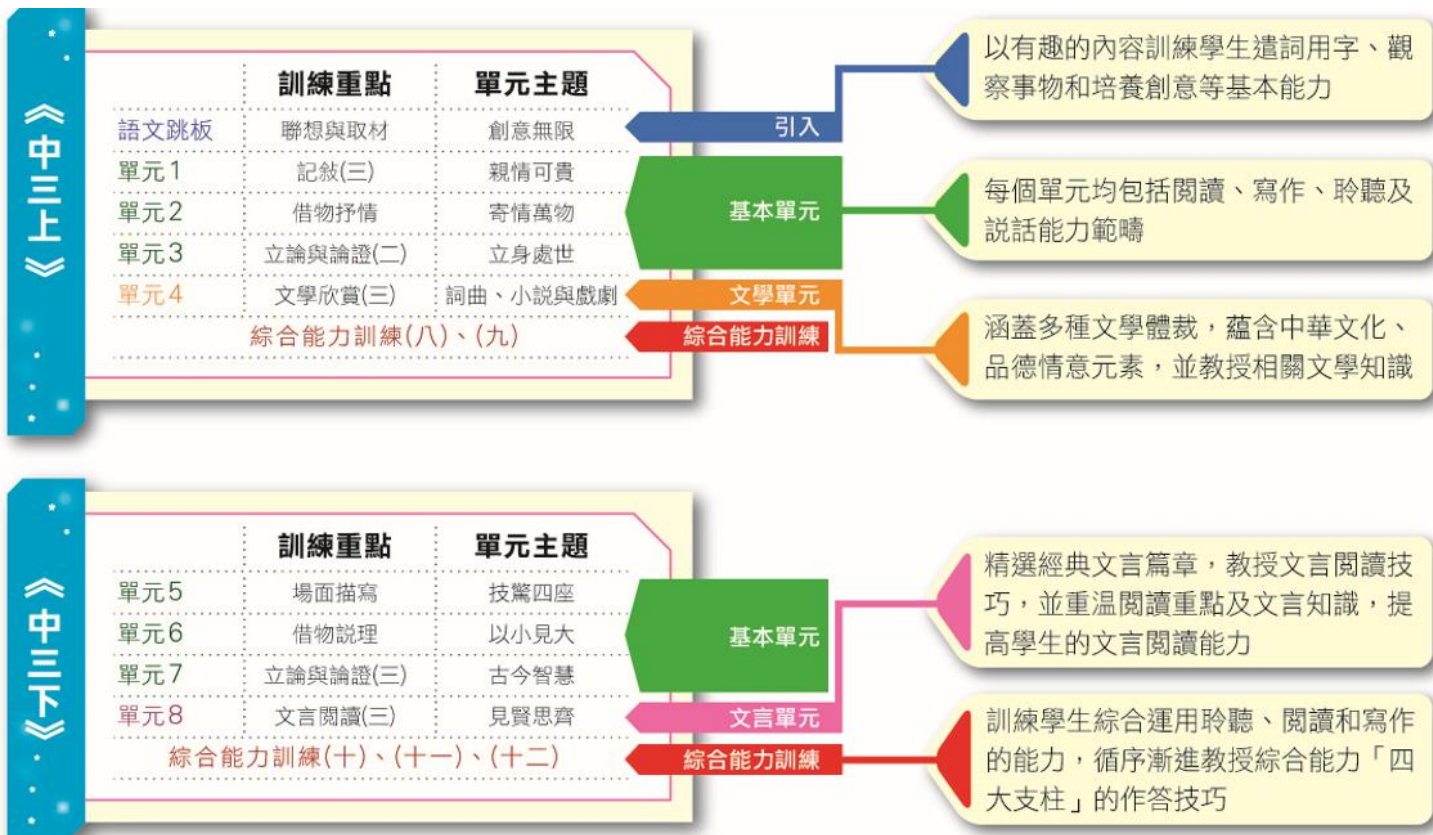 《中三上》
訓練重點 單元主題
語文跳板 聯想與取材 創意無限
單元1 記敍(三) 親情可貴
單元2 借物抒情 寄情萬物
單元3 立論與論證(二) 立身處世
單元4 文學欣賞(三) 詞曲、小説與戲劇
綜合能力訓練(八)、(九)
引入
基本單元
文學單元
綜合能力訓練
以有趣的內容訓練學生遣詞用字、觀
察事物和培養創意等基本能力
每個單元均包括閲讀、寫作、聆聽及
説話能力範疇
涵蓋多種文學體裁，蘊含中華文化、
品德情意元素，並教授相關文學知識
《中三下》
訓練重點 單元主題
單元5 場面描寫 技驚四座
單元6 借物説理 以小見大
單元7 立論與論證(三) 古今智慧
單元8 文言閲讀(三) 見賢思齊
綜合能力訓練(十)、(十一)、(十二)
基本單元
文言單元
綜合能力訓練
精選經典文言篇章，教授文言閲讀技
巧，並重温閲讀重點及文言知識，提
高學生的文言閲讀能力
訓練學生綜合運用聆聽、閲讀和寫作
的能力，循序漸進教授綜合能力「四
大支柱」的作答技巧